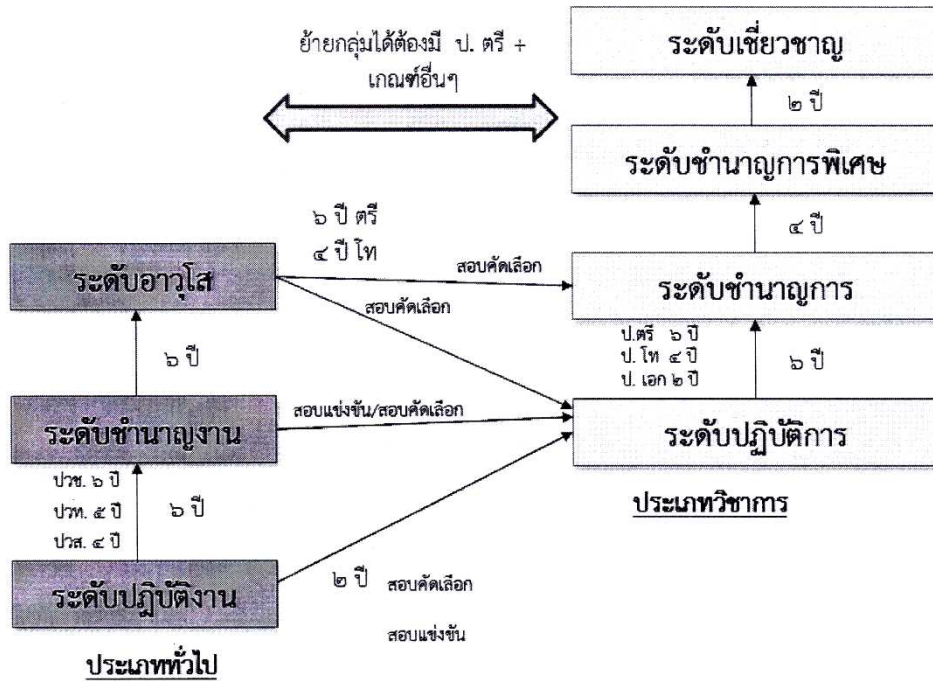 ย้ายกลุ่มได้ต้องมี ป. ตรี +
เกณฑ์อื่นๆ
ระดับเชี่ยวชาญ
๒ ปี
ระดับชำนาญการพิเศษ
๔ ปี
๖ ปี ตรี
๔ ปี โท
ระดับอาวุโส
สอบคัดเลือก
ระดับชำนาญการ
สอบคัดเลือก
๖ ปี
ป.ตรี ๖ ปี
ป. โท ๔ ปี
ป. เอก ๒ ปี
๖ ปี
ระดับชำนาญงาน
สอบแข่งขัน/สอบคัดเลือก
ระดับปฏิบัติการ
ปวช. ๖ ปี
ปวท. ๕ ปี
ปวส. ๔ ปี
๖ ปี
ประเภทวิชาการ
ระดับปฏิบัติงาน
๒ ปี
สอบคัดเลือก
สอบแข่งขัน
ประเภททั่วไป